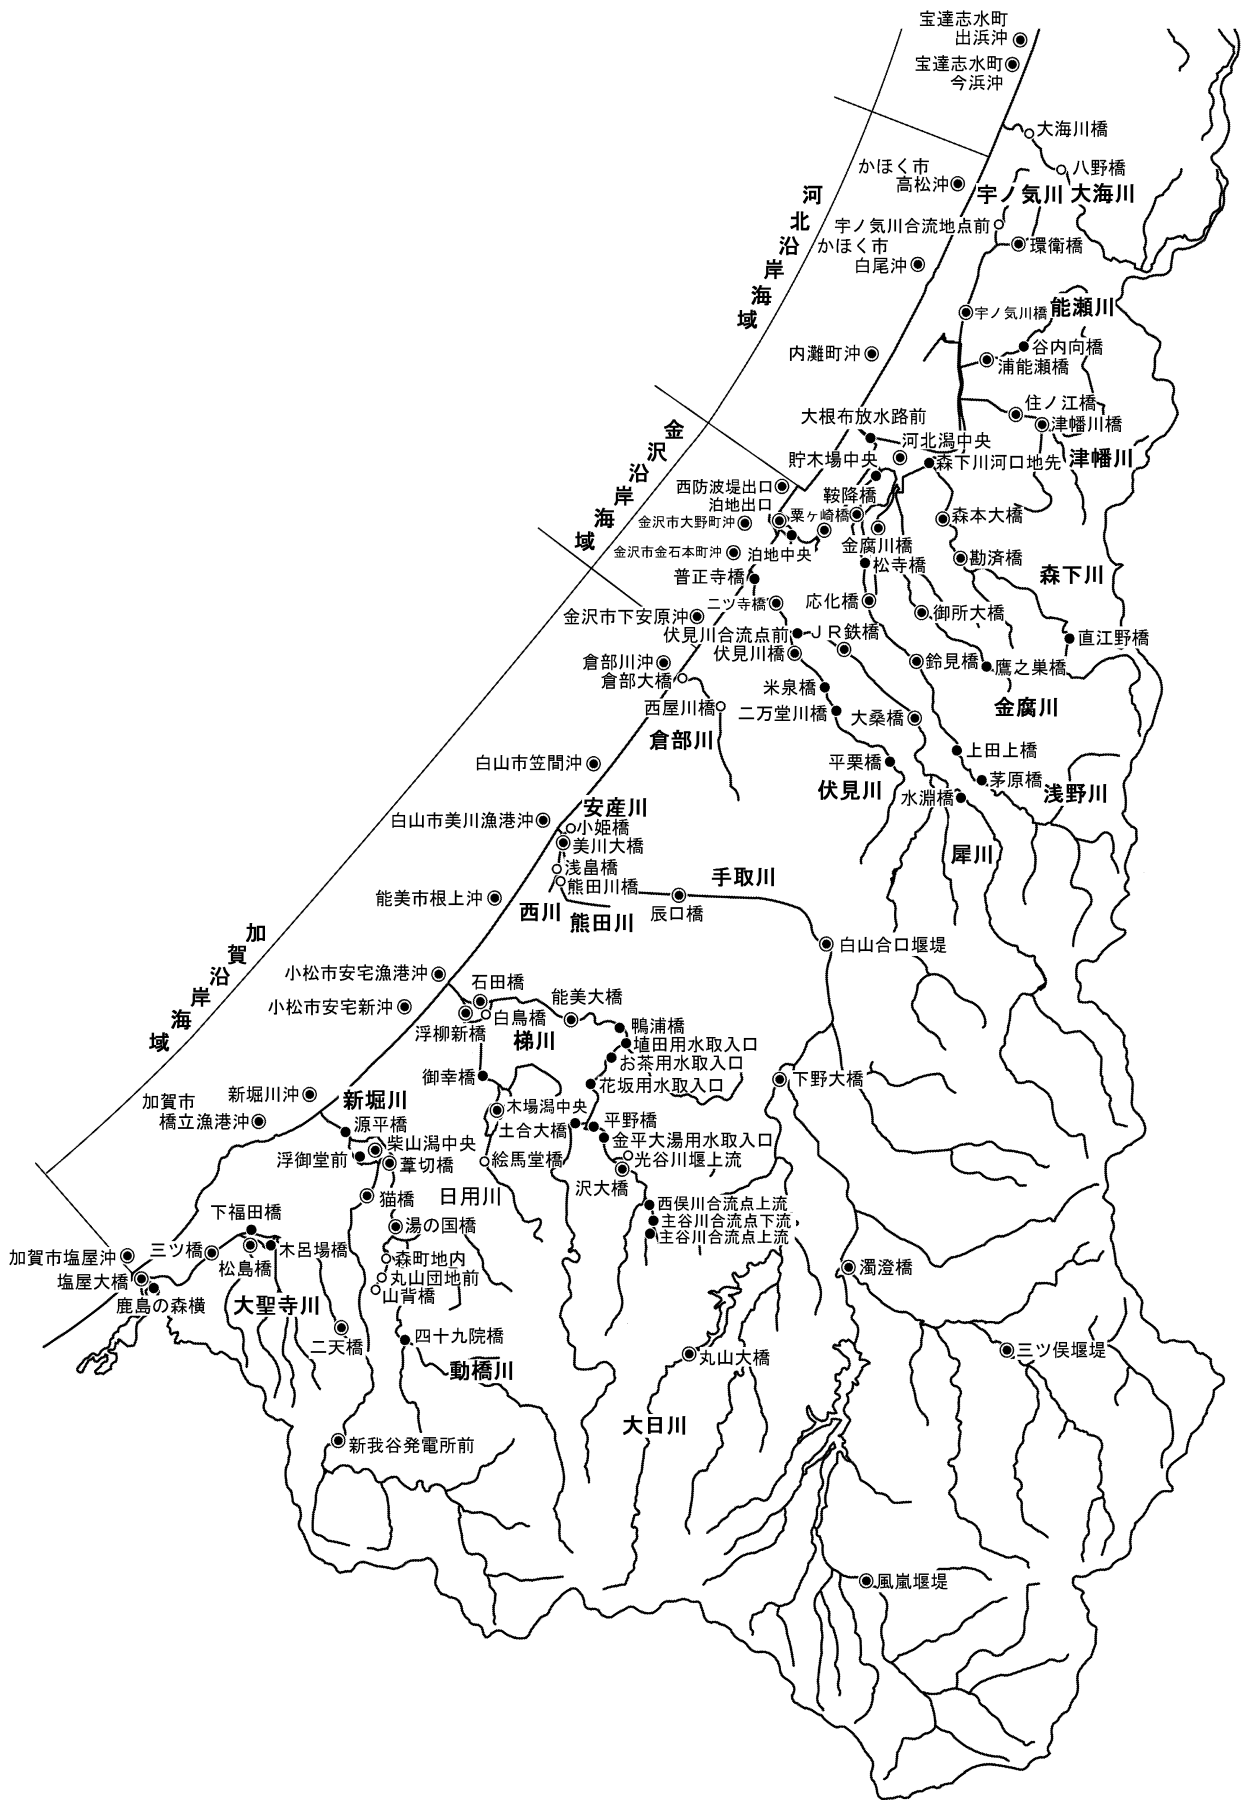 宝達志水町
出浜沖
宝達志水町
今浜沖
大海川橋
八野橋
かほく市
高松沖
宇ノ気川
大海川
河北沿岸海域
宇ノ気川合流地点前
環衛橋
かほく市
白尾沖
宇ノ気川橋
能瀬川
谷内向橋
浦能瀬橋
内灘町沖
住ノ江橋
津幡川橋
津幡川
大根布放水路前
河北潟中央
森下川河口地先
貯木場中央
金沢沿岸海域
西防波堤出口
泊地出口
鞍降橋
粟ヶ崎橋
金沢市大野町沖
森本大橋
金腐川橋
金沢市金石本町沖
泊地中央
松寺橋
勘済橋
森下川
普正寺橋
二ツ寺橋
応化橋
御所大橋
金沢市下安原沖
伏見川合流点前
ＪＲ鉄橋
直江野橋
伏見川橋
倉部川沖
倉部大橋
鈴見橋
鷹之巣橋
米泉橋
西屋川橋
二万堂川橋
大桑橋
金腐川
倉部川
上田上橋
白山市笠間沖
平栗橋
茅原橋
伏見川
水淵橋
浅野川
安産川
白山市美川漁港沖
小姫橋
美川大橋
犀川
浅畠橋
熊田川橋
手取川
能美市根上沖
西川
熊田川
辰口橋
白山合口堰堤
加賀沿岸海域
小松市安宅漁港沖
石田橋
能美大橋
小松市安宅新沖
浮柳新橋
白鳥橋
梯川
鴨浦橋
埴田用水取入口
お茶用水取入口
御幸橋
花坂用水取入口
下野大橋
新堀川沖
加賀市
橋立漁港沖
新堀川
木場潟中央
土合大橋
平野橋
源平橋
金平大湯用水取入口
柴山潟中央
浮御堂前
葦切橋
絵馬堂橋
光谷川堰上流
沢大橋
日用川
猫橋
西俣川合流点上流
主谷川合流点下流
主谷川合流点上流
下福田橋
湯の国橋
三ツ橋
松島橋
木呂場橋
加賀市塩屋沖
塩屋大橋
鹿島の森横
森町地内
丸山団地前
山背橋
濁澄橋
大聖寺川
二天橋
四十九院橋
動橋川
丸山大橋
三ツ俣堰堤
大日川
新我谷発電所前
風嵐堰堤